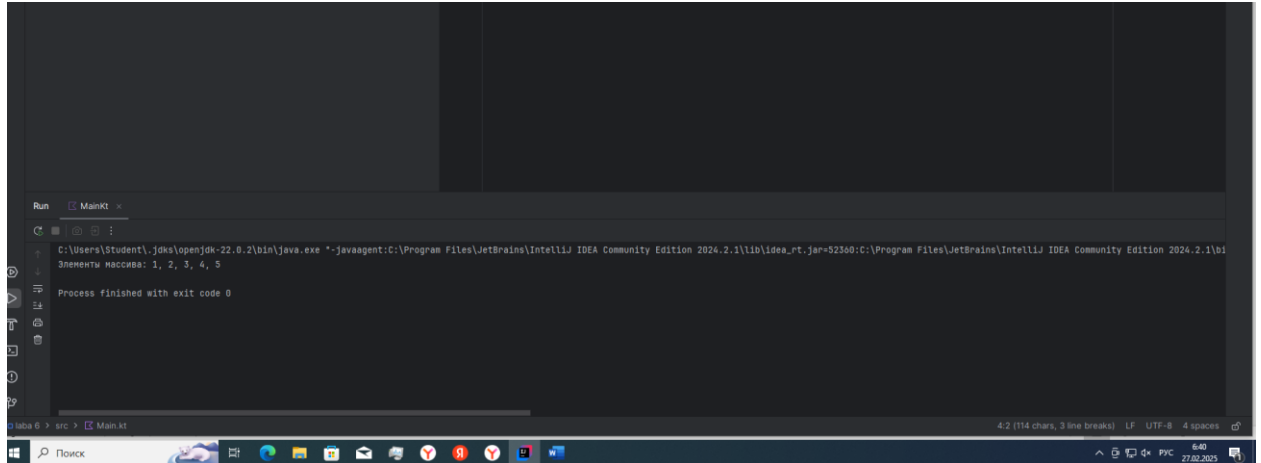 Run MainKt
C:\Users\Student\.jdks\openjdk-22.0.2\bin\java.exe "-javaagent:C:\Program Files\JetBrains\IntelliJ IDEA Community Edition 2024.2.1\lib\idea_rt.jar=52360:C:\Program Files\JetBrains\IntelliJ IDEA Community Edition 2024.2.1\bi
Элементы массива: 1, 2, 3, 4, 5
Process finished with exit code 0
laba 6 > src > Main.kt 4:2 (114 chars, 3 line breaks) LF UTF-8 4 spaces
Поиск РУС 6:40
27.02.2025